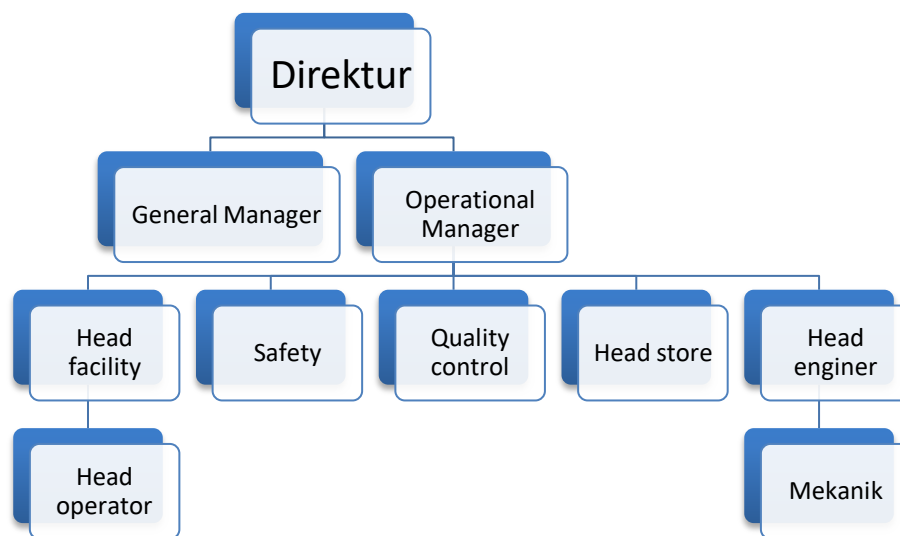 Direktur
General Manager
Operational
Manager
Head
facility
Safety
Quality
control
Head store
Head
enginer
Head
operator
Mekanik